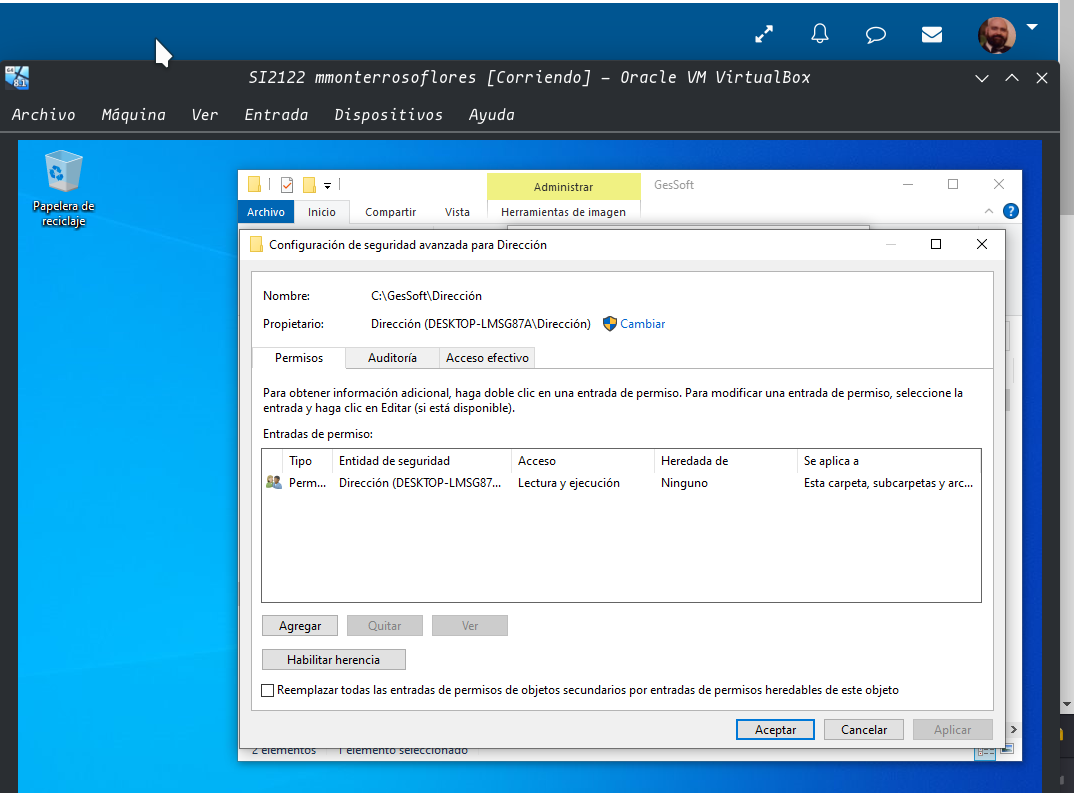 SI2122 mmonterrosoflores [Corriendo] – Oracle VM VirtualBox
Archivo Máquina Ver Entrada Dispositivos Ayuda
Papelera de
reciclaje
Administrar GesSoft
Archivo Inicio Compartir Vista Herramientas de imagen
Configuración de seguridad avanzada para Dirección
Nombre: C:\GesSoft\Dirección
Propietario: Dirección (DESKTOP-LMSG87A\Dirección) Cambiar
Permisos Auditoría Acceso efectivo
Para obtener información adicional, haga doble clic en una entrada de permiso. Para modificar una entrada de permiso, seleccione la
entrada y haga clic en Editar (si está disponible).
Entradas de permiso:
Tipo Entidad de seguridad Acceso Heredada de Se aplica a
Perm... Dirección (DESKTOP-LMSG87... Lectura y ejecución Ninguno Esta carpeta, subcarpetas y arc...
Agregar Quitar Ver
Habilitar herencia
Reemplazar todas las entradas de permisos de objetos secundarios por entradas de permisos heredables de este objeto
Aceptar Cancelar Aplicar
2 elementos 1 elemento seleccionado